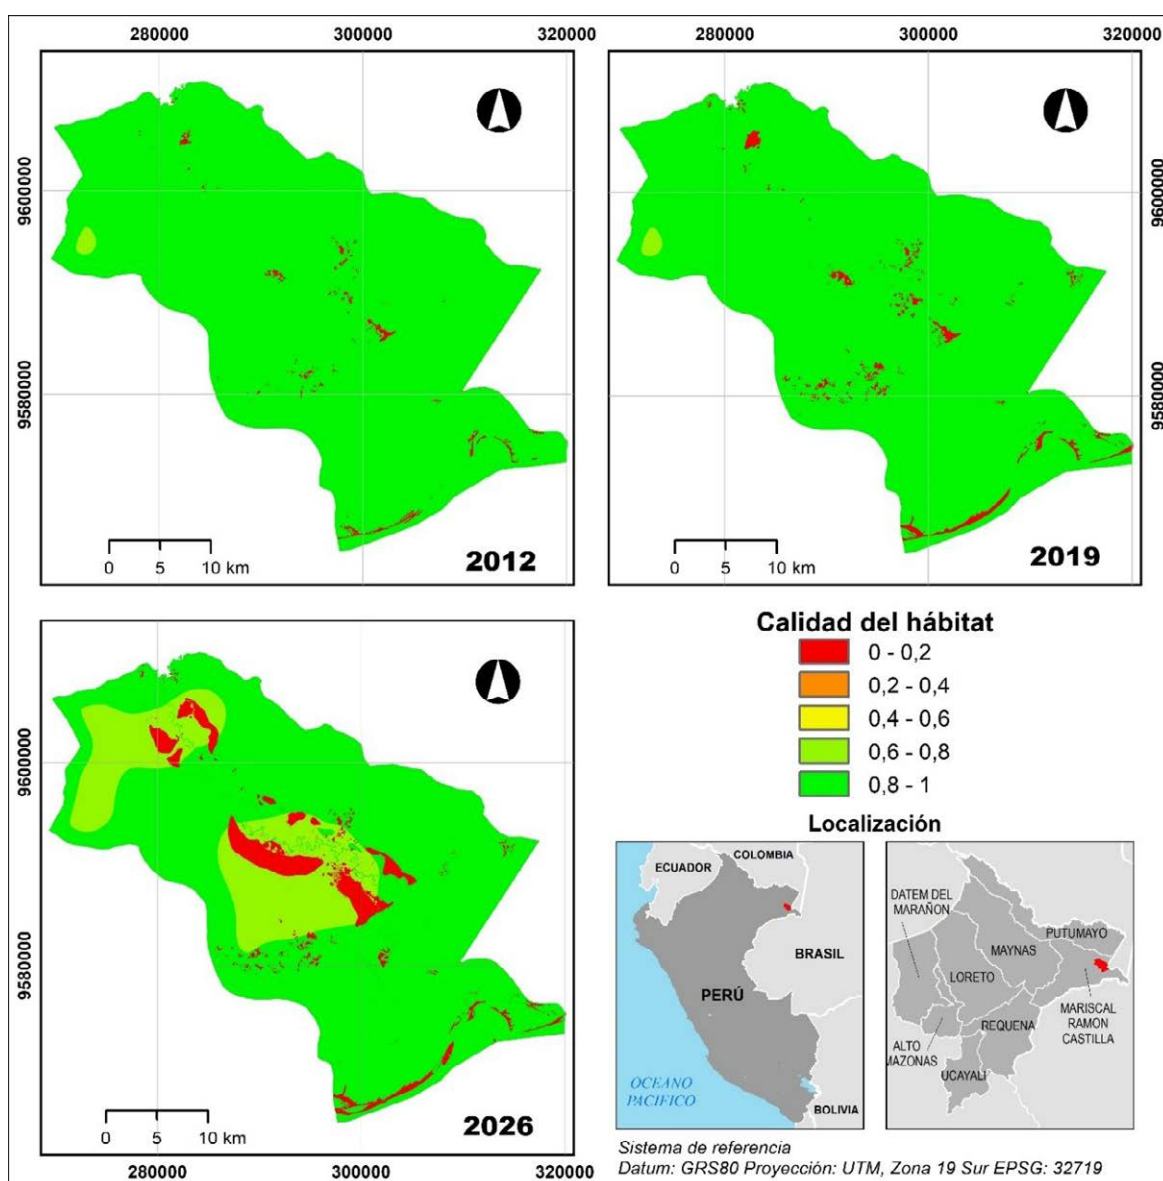 280000 300000 320000
280000 300000 320000
9600000
9580000
0 5 10 km
2012
9600000
9580000
0 5 10 km
2019
9600000
9580000
0 5 10 km
2026
280000 300000 320000
Calidad del hábitat
0 - 0,2
0,2 - 0,4
0,4 - 0,6
0,6 - 0,8
0,8 - 1
Localización
ECUADOR
COLOMBIA
BRASIL
PERÚ
OCEANO
PACIFICO
BOLIVIA
DATEM DEL
MARAÑON
PUTUMAYO
MAYNAS
LORETO
MARISCAL
RAMON
CASTILLA
REQUENA
ALTO
AMAZONAS
UCAYALI
Sistema de referencia
Datum: GRS80 Proyección: UTM, Zona 19 Sur EPSG: 32719